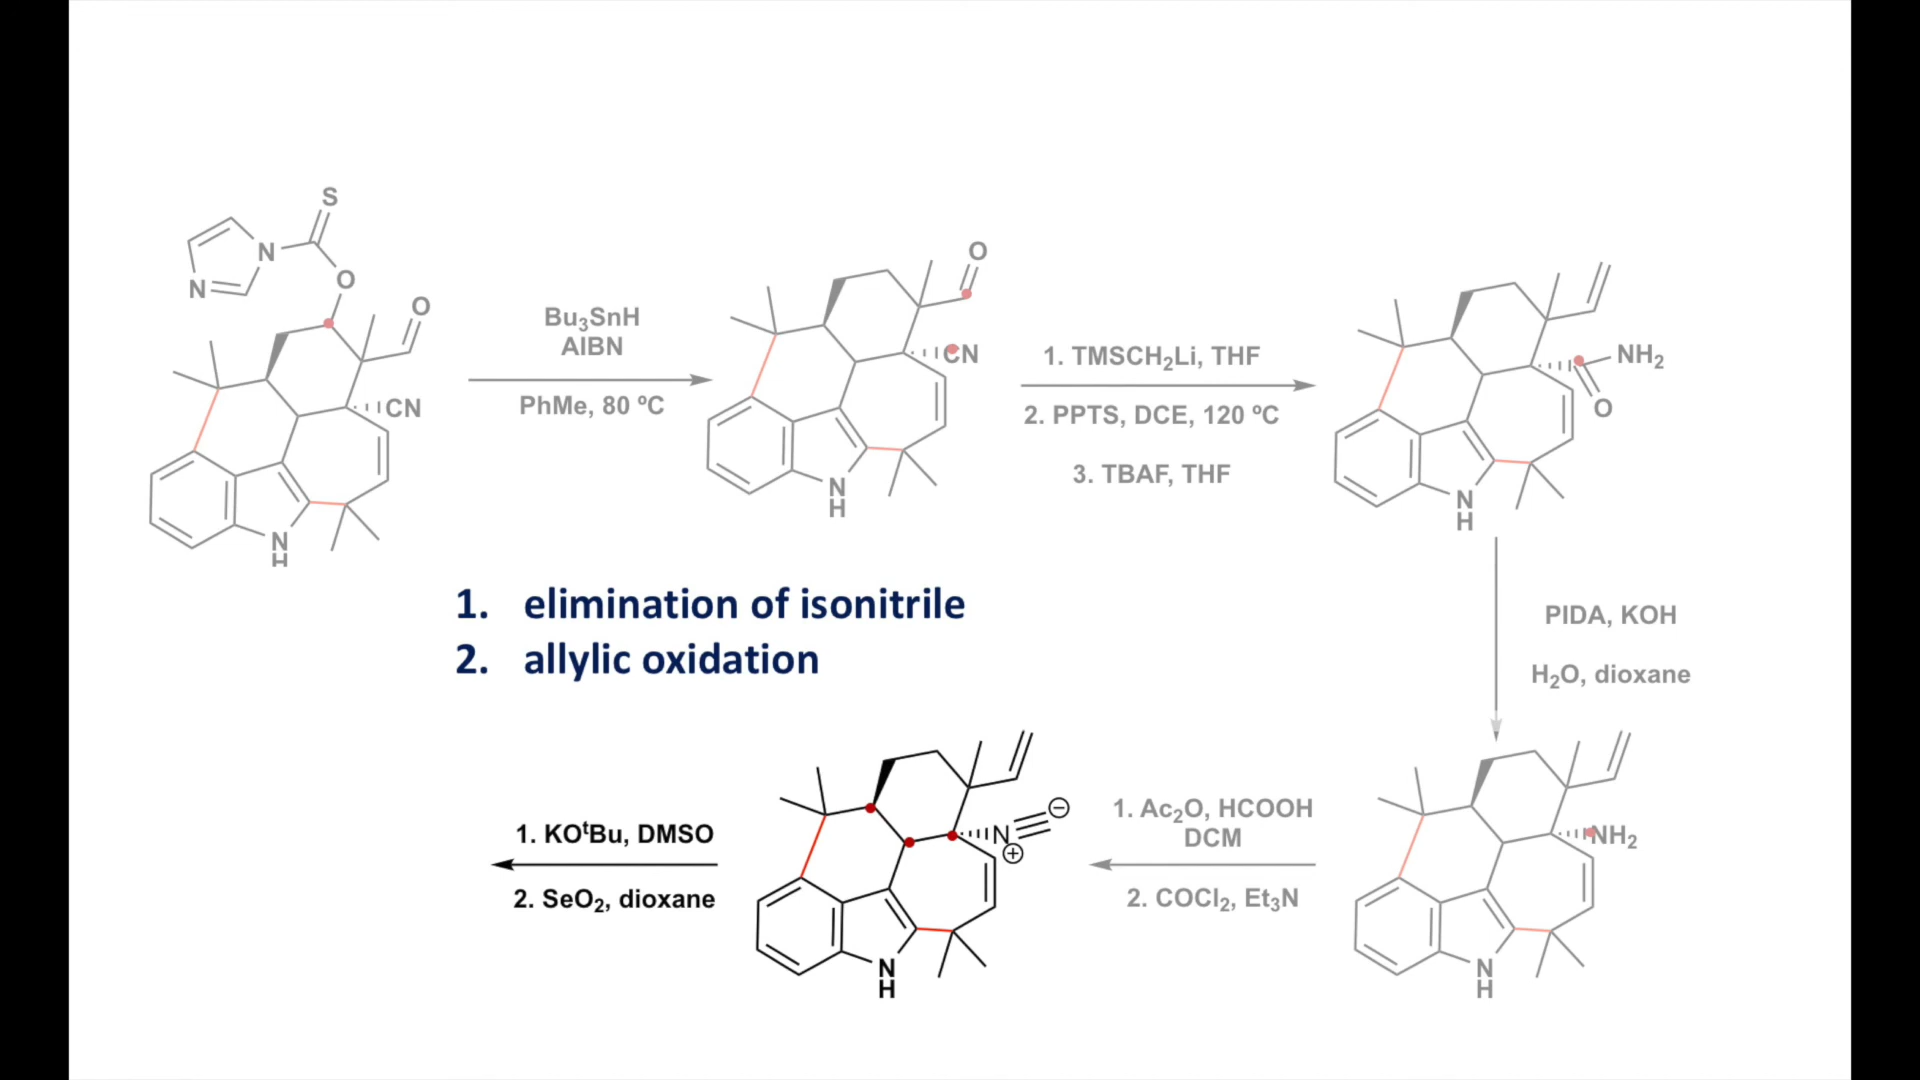 S
N
N
O
O
CN
N
H
Bu₃SnH
AIBN
PhMe, 80 ºC
O
CN
N
H
1. TMSCH₂Li, THF
2. PPTS, DCE, 120 ºC
3. TBAF, THF
NH₂
O
N
H
PIDA, KOH
H₂O, dioxane
1. elimination of isonitrile
2. allylic oxidation
NH₂
N
H
1. Ac₂O, HCOOH
DCM
2. COCl₂, Et₃N
N
⊖
⊕
N
H
1. KOᵗBu, DMSO
2. SeO₂, dioxane